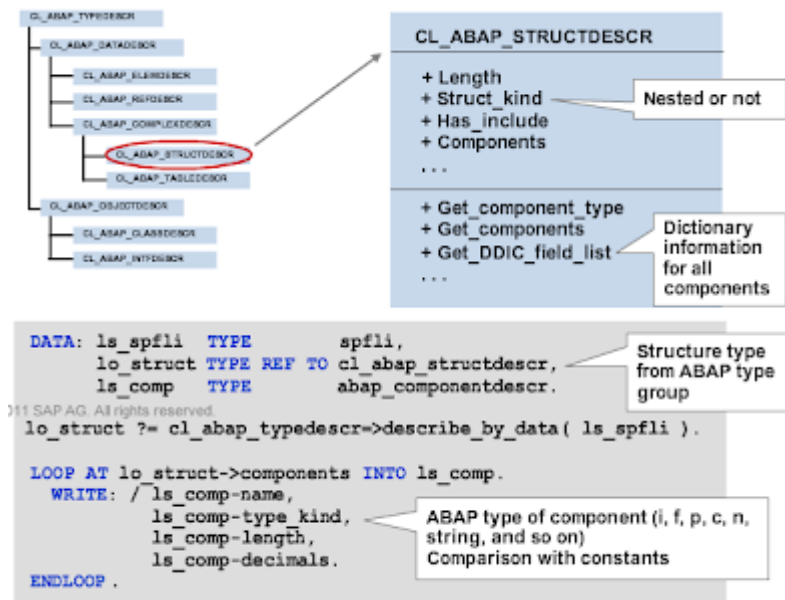 CL_ABAP_TYPEDESCR
CL_ABAP_DATADESCR
CL_ABAP_ELEMDESCR
CL_ABAP_REFDESCR
CL_ABAP_COMPLEXDESCR
CL_ABAP_STRUCTDESCR
CL_ABAP_TABLEDESCR
CL_ABAP_OBJECTDESCR
CL_ABAP_CLASSDESCR
CL_ABAP_INTFDESCR
CL_ABAP_STRUCTDESCR
+ Length
+ Struct_kind
+ Has_include
+ Components
. . .
Nested or not
+ Get_component_type
+ Get_components
+ Get_DDIC_field_list
...
Dictionary
information
for all
components
DATA: ls_spfli TYPE spfli,
lo_struct TYPE REF TO cl_abap_structdescr,
ls_comp TYPE abap_componentdescr.
Structure type
from ABAP type
group
011 SAP AG. All rights reserved.
lo_struct ?= cl_abap_typedescr=>describe_by_data( ls_spfli ).
LOOP AT lo_struct->components INTO ls_comp.
WRITE: / ls_comp-name,
ls_comp-type_kind,
ls_comp-length,
ls_comp-decimals.
ENDLOOP.
ABAP type of component (i, f, p, c, n,
string, and so on)
Comparison with constants